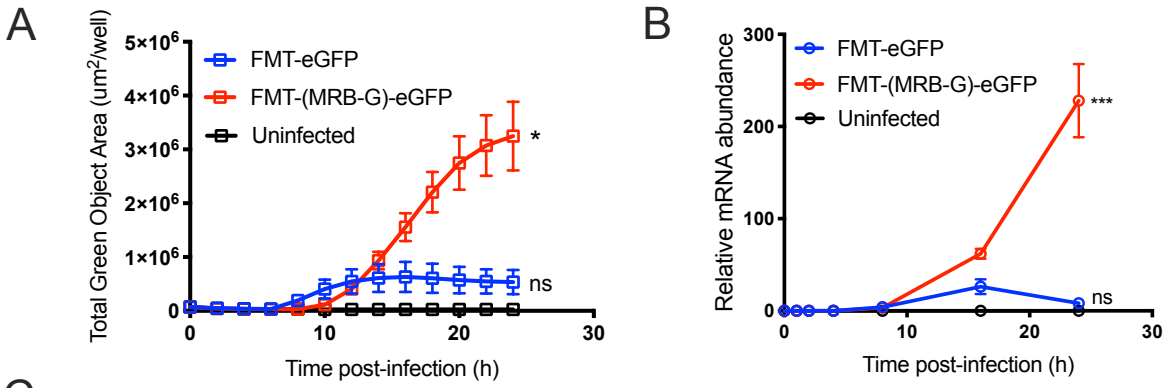 A
Total Green Object Area (um²/well)
5×10⁶
4×10⁶
3×10⁶
2×10⁶
1×10⁶
0
FMT-eGFP
FMT-(MRB-G)-eGFP
Uninfected
*
ns
0 10 20 30
Time post-infection (h)
B
Relative mRNA abundance
300
200
100
0
FMT-eGFP
FMT-(MRB-G)-eGFP
Uninfected
***
ns
0 10 20 30
Time post-infection (h)